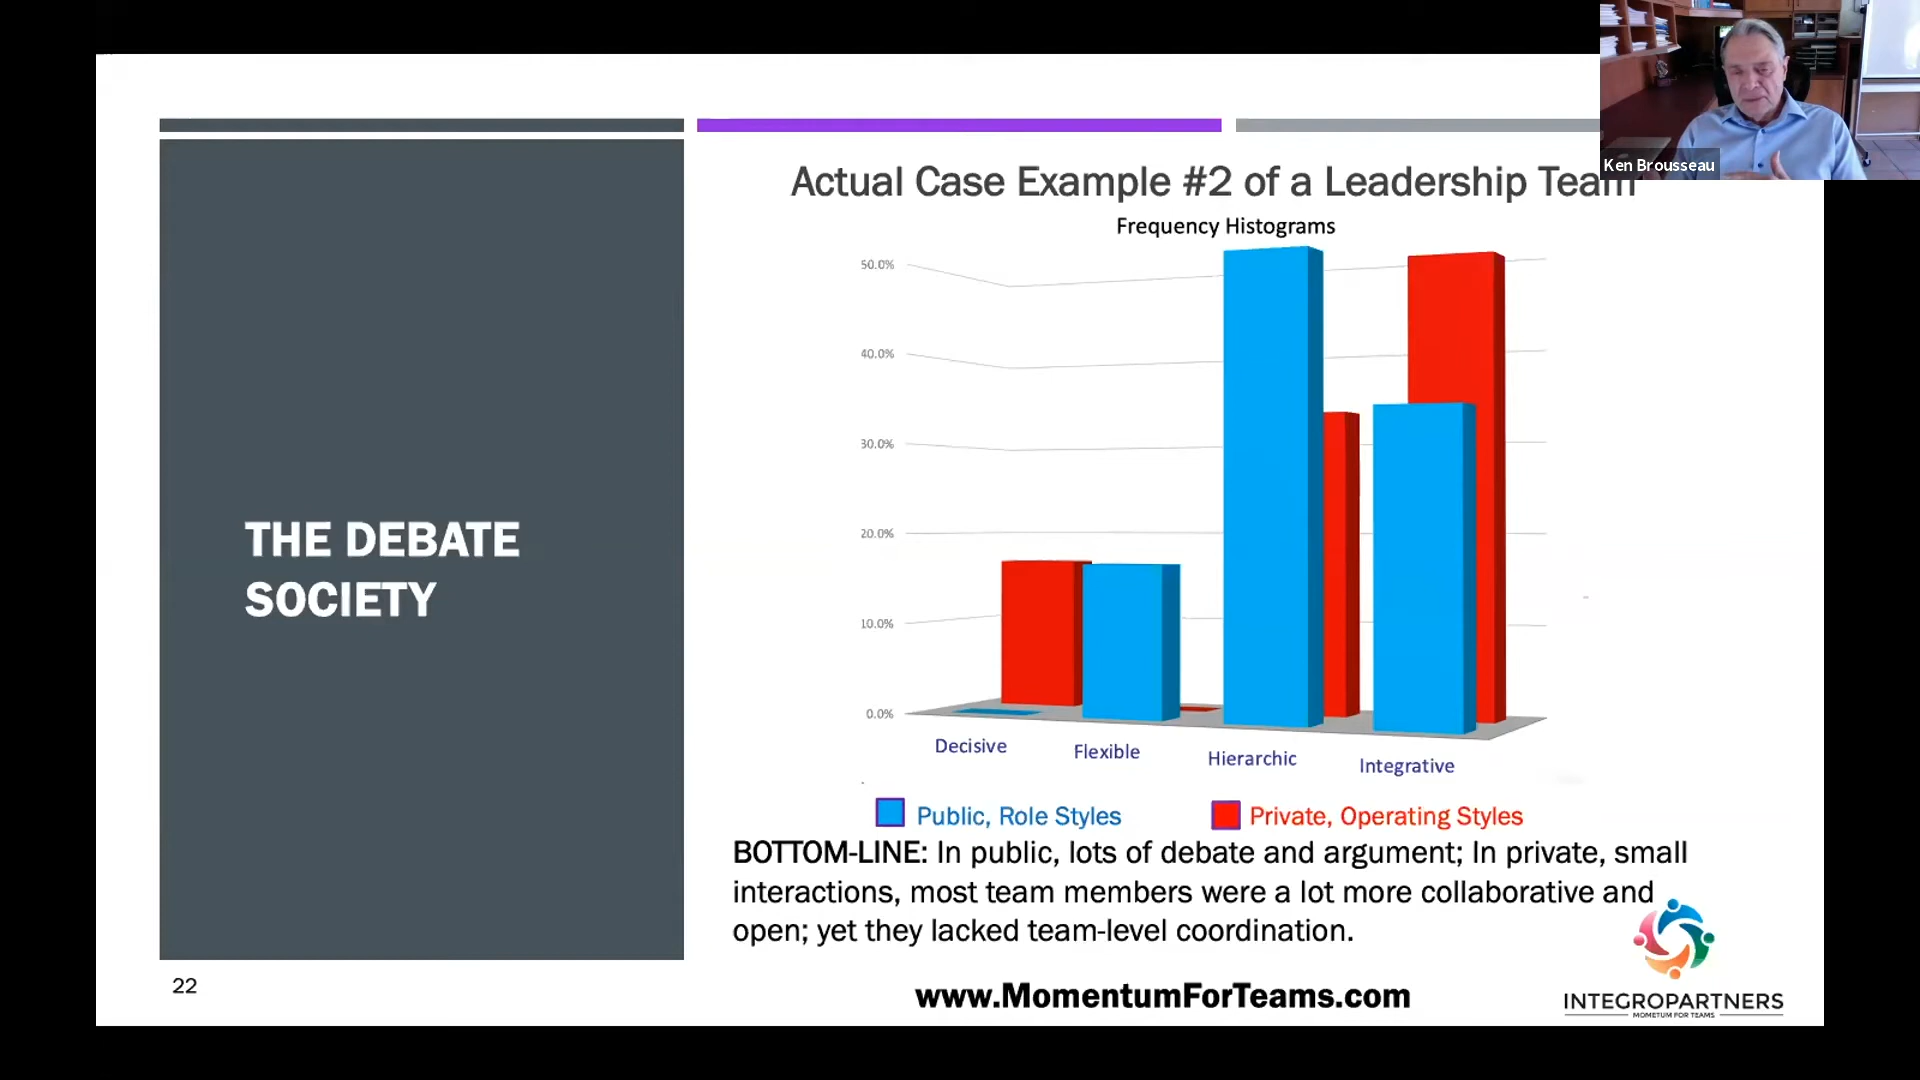 Ken Brousseau
Actual Case Example #2 of a Leadership Team
Frequency Histograms
50.0%
40.0%
30.0%
20.0%
10.0%
0.0%
Decisive
Flexible
Hierarchic
Integrative
Public, Role Styles
Private, Operating Styles
THE DEBATE
SOCIETY
BOTTOM-LINE: In public, lots of debate and argument; In private, small
interactions, most team members were a lot more collaborative and
open; yet they lacked team-level coordination.
22
www.MomentumForTeams.com
INTEGROPARTNERS
MOMETUM FOR TEAMS